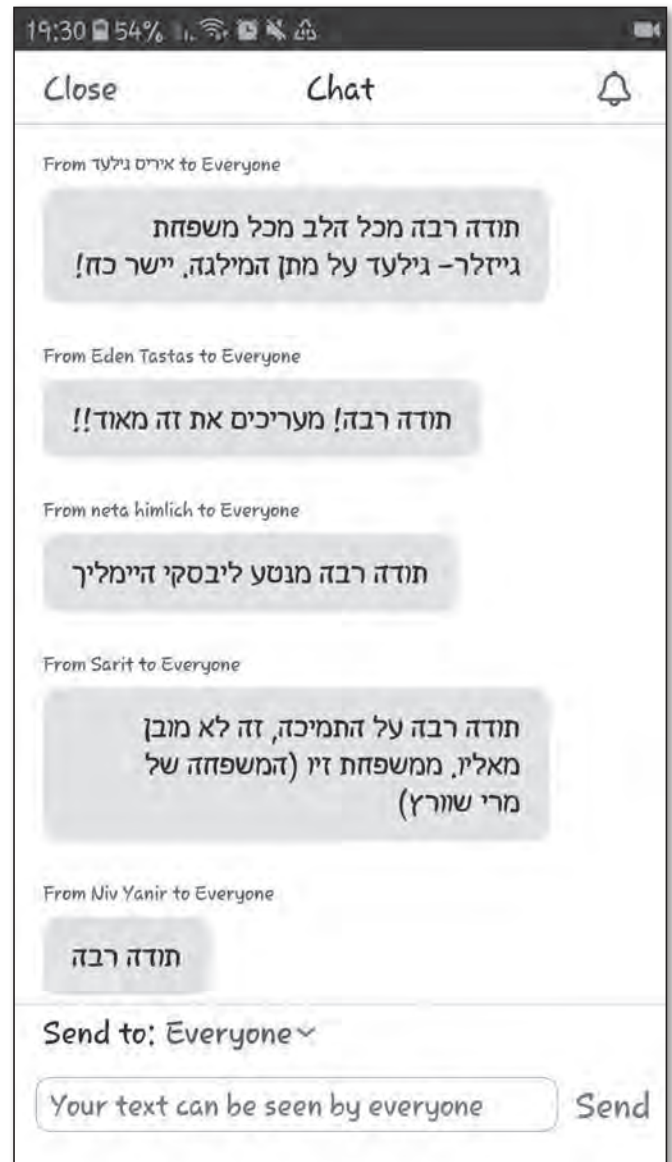 19:30 54%
Close Chat
From איריס גילעד to Everyone
תודה רבה מכל הלב מכל משפחת
גייזלר- גילעד על מתן המילגה. יישר כח!
From Eden Tastas to Everyone
תודה רבה! מעריכים את זה מאוד!!
From neta himlich to Everyone
תודה רבה מנטע ליבסקי היימליך
From Sarit to Everyone
תודה רבה על התמיכה, זה לא מובן
מאליו. ממשפחת זיו (המשפחה של
מרי שוורץ)
From Niv Yanir to Everyone
תודה רבה
Send to: Everyone
Your text can be seen by everyone Send